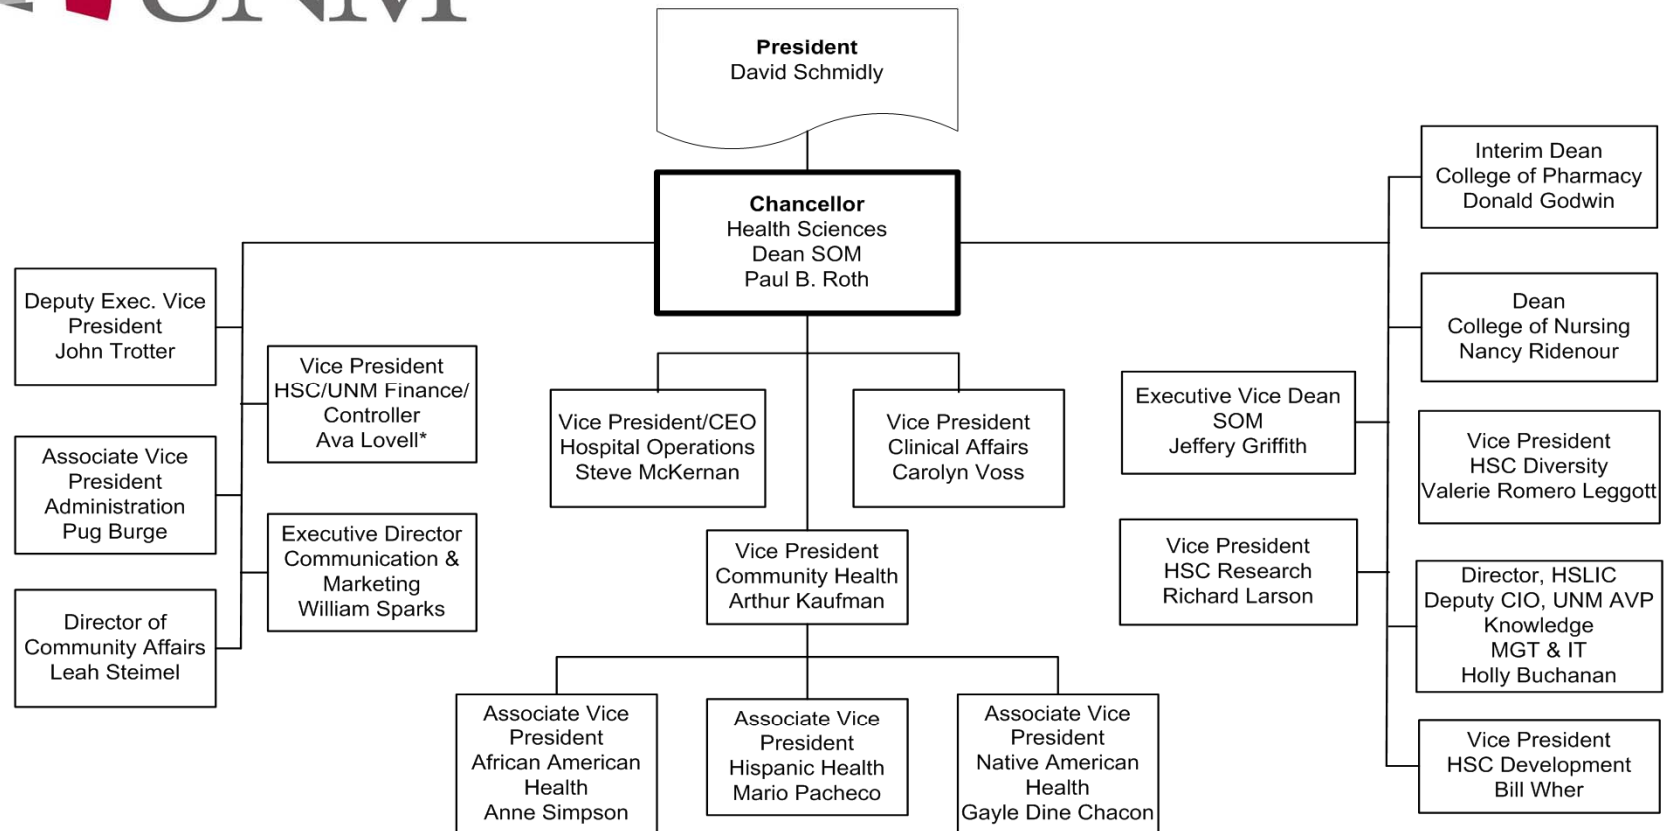 UNM
President
David Schmidly
Chancellor
Health Sciences
Dean SOM
Paul B. Roth
Deputy Exec. Vice
President
John Trotter
Vice President
HSC/UNM Finance/
Controller
Ava Lovell*
Associate Vice
President
Administration
Pug Burge
Executive Director
Communication &
Marketing
William Sparks
Director of
Community Affairs
Leah Steimel
Vice President/CEO
Hospital Operations
Steve McKernan
Vice President
Clinical Affairs
Carolyn Voss
Vice President
Community Health
Arthur Kaufman
Associate Vice
President
African American
Health
Anne Simpson
Associate Vice
President
Hispanic Health
Mario Pacheco
Associate Vice
President
Native American
Health
Gayle Dine Chacon
Executive Vice Dean
SOM
Jeffery Griffith
Vice President
HSC Research
Richard Larson
Interim Dean
College of Pharmacy
Donald Godwin
Dean
College of Nursing
Nancy Ridenour
Vice President
HSC Diversity
Valerie Romero Leggott
Director, HSLIC
Deputy CIO, UNM AVP
Knowledge
MGT & IT
Holly Buchanan
Vice President
HSC Development
Bill Wher